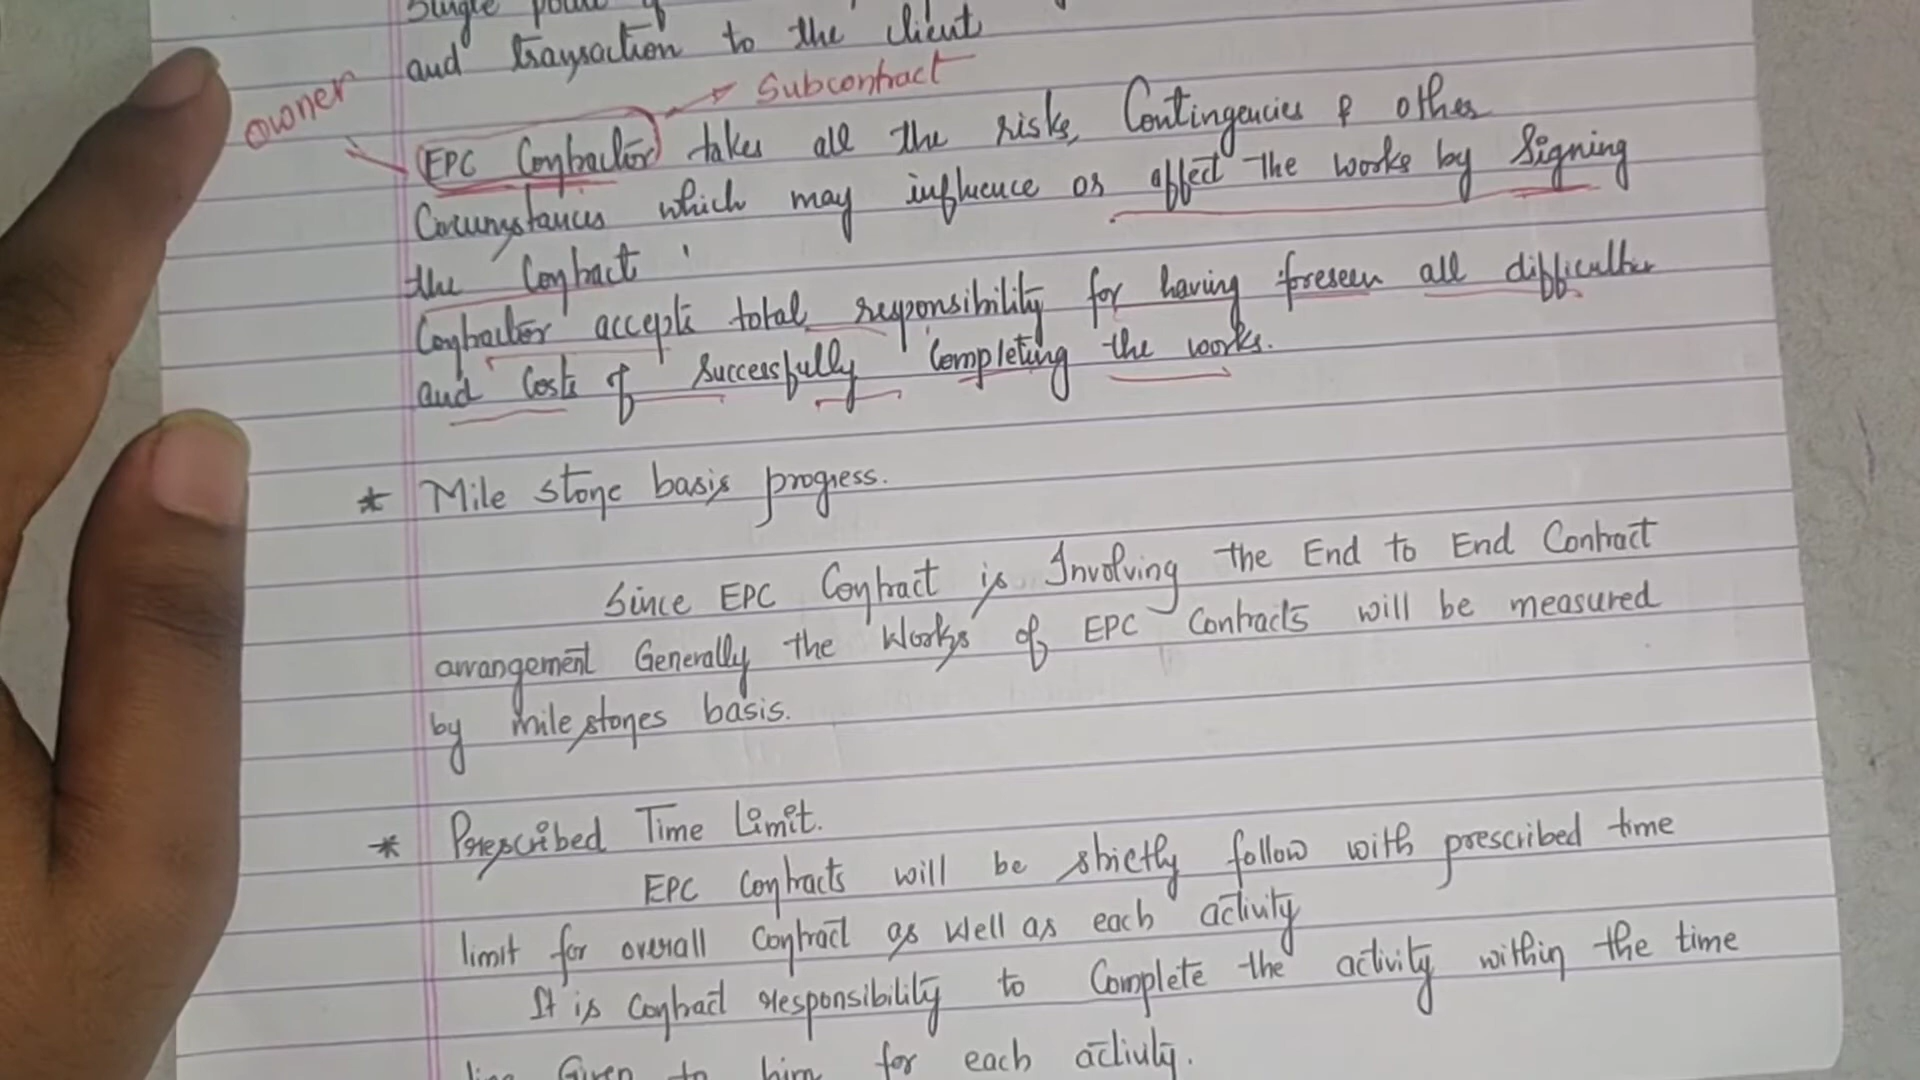 Single point
and transaction to the client
Subcontract
owner
EPC Contractor takes all the risks, Contingencies & other
Circumstances which may influence or affect the works by Signing
the Contract
Contractor accepts total responsibility for having foreseen all difficulties
and Costs of successfully Completing the works.
* Mile stone basis progress.
Since EPC Contract is Involving the End to End Contract
arrangement Generally the Works of EPC Contracts will be measured
by milestones basis.
* Prescribed Time Limit.
EPC Contracts will be strictly follow with prescribed time
limit for overall Contract as well as each activity
It is Contract responsibility to Complete the activity within the time
line Given to him for each activity.